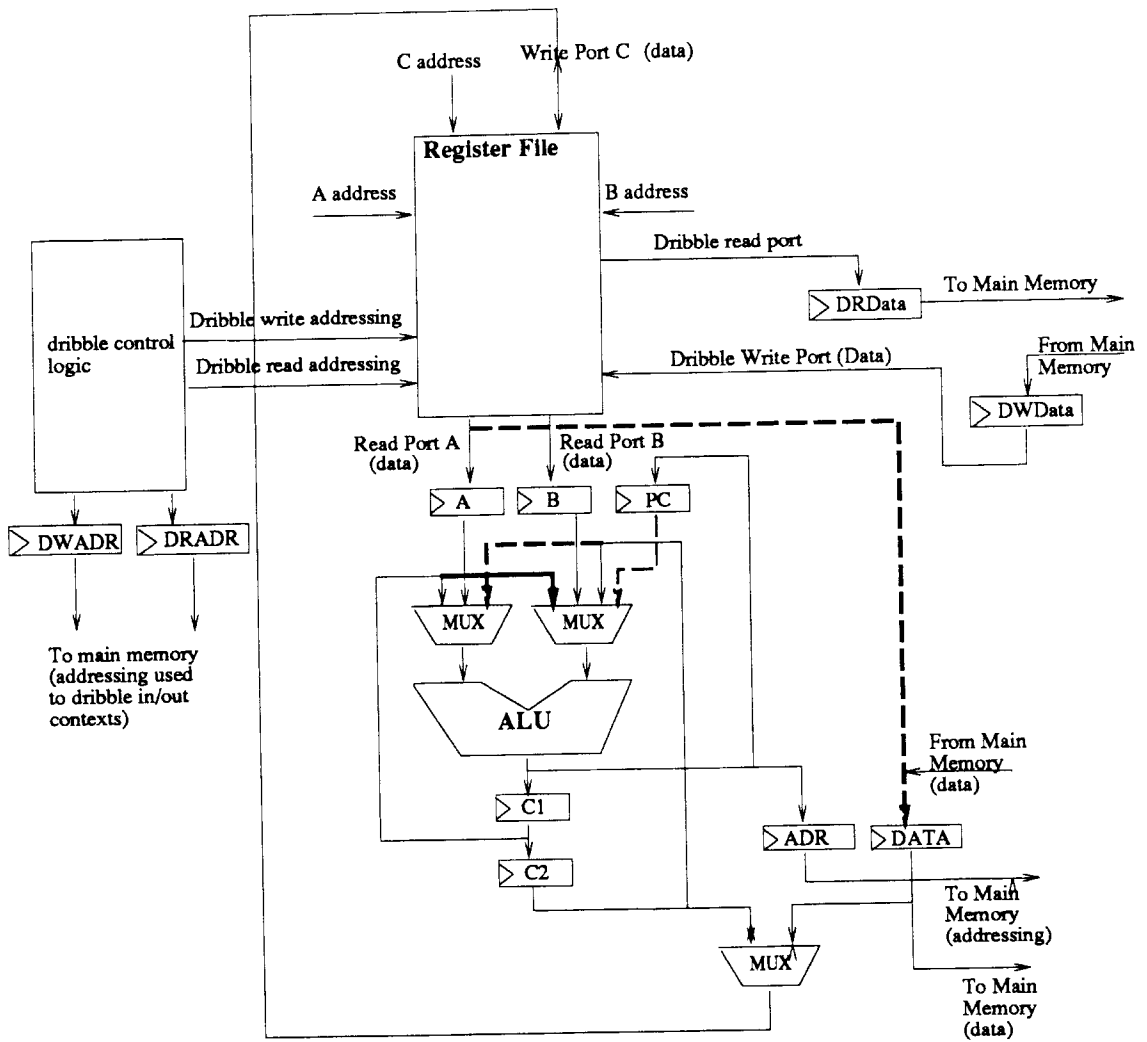 Write Port C (data)
C address
Register File
A address
B address
Dribble read port
To Main Memory
DRData
Dribble write addressing
dribble control
logic
Dribble read addressing
Dribble Write Port (Data)
From Main
Memory
DWData
Read Port A
(data)
Read Port B
(data)
A
B
PC
DWADR
DRADR
MUX
MUX
To main memory
(addressing used
to dribble in/out
contexts)
ALU
From Main
Memory
(data)
C1
ADR
DATA
C2
To Main
Memory
(addressing)
MUX
To Main
Memory
(data)